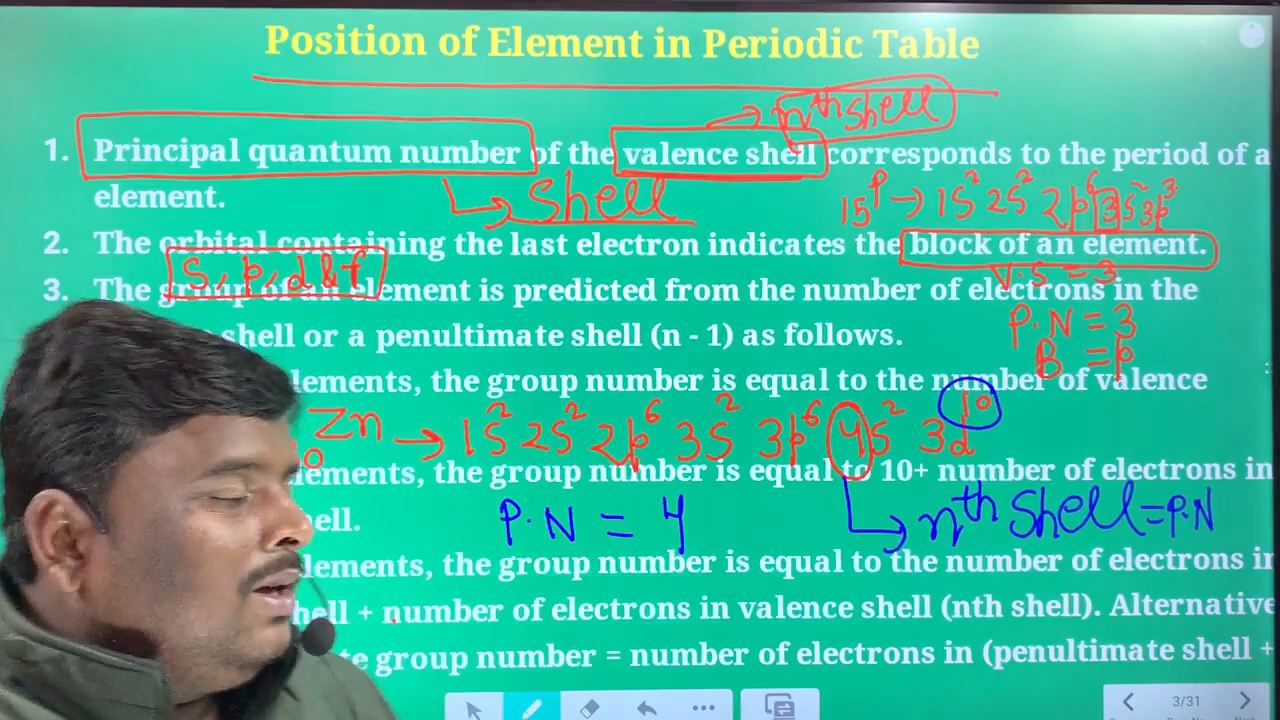 Position of Element in Periodic Table
→ nth shell
1. Principal quantum number of the valence shell corresponds to the period of a
element.
↳ Shell
15P → 1S² 2S² 2p⁶ 3S² 3p³
2. The orbital containing the last electron indicates the block of an element.
S, p, d & f
V.S = 3
3. The group of an element is predicted from the number of electrons in the
shell or a penultimate shell (n - 1) as follows.
P.N = 3
B = p
lements, the group number is equal to the number of valence
Zn → 1S² 2S² 2p⁶ 3S² 3p⁶ 4S² 3d¹⁰
lements, the group number is equal to 10+ number of electrons in
ell.
P.N = 4
↳ nth Shell = P.N
lements, the group number is equal to the number of electrons in
hell + number of electrons in valence shell (nth shell). Alternative
te group number = number of electrons in (penultimate shell +
3/31